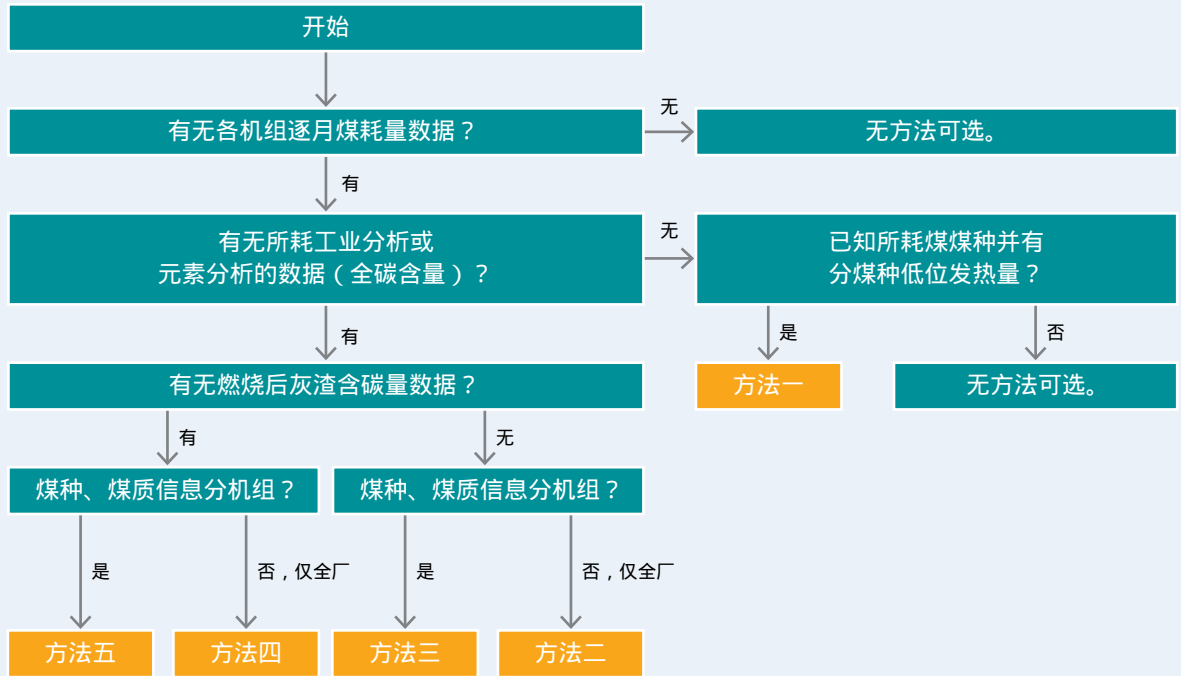 开始
有无各机组逐月煤耗量数据？
无
无方法可选。
有
有无所耗工业分析或
元素分析的数据（全碳含量）？
无
已知所耗煤煤种并有
分煤种低位发热量？
有
是
否
有无燃烧后灰渣含碳量数据？
方法一
无方法可选。
有
无
煤种、煤质信息分机组？
煤种、煤质信息分机组？
是
否，仅全厂
是
否，仅全厂
方法五
方法四
方法三
方法二